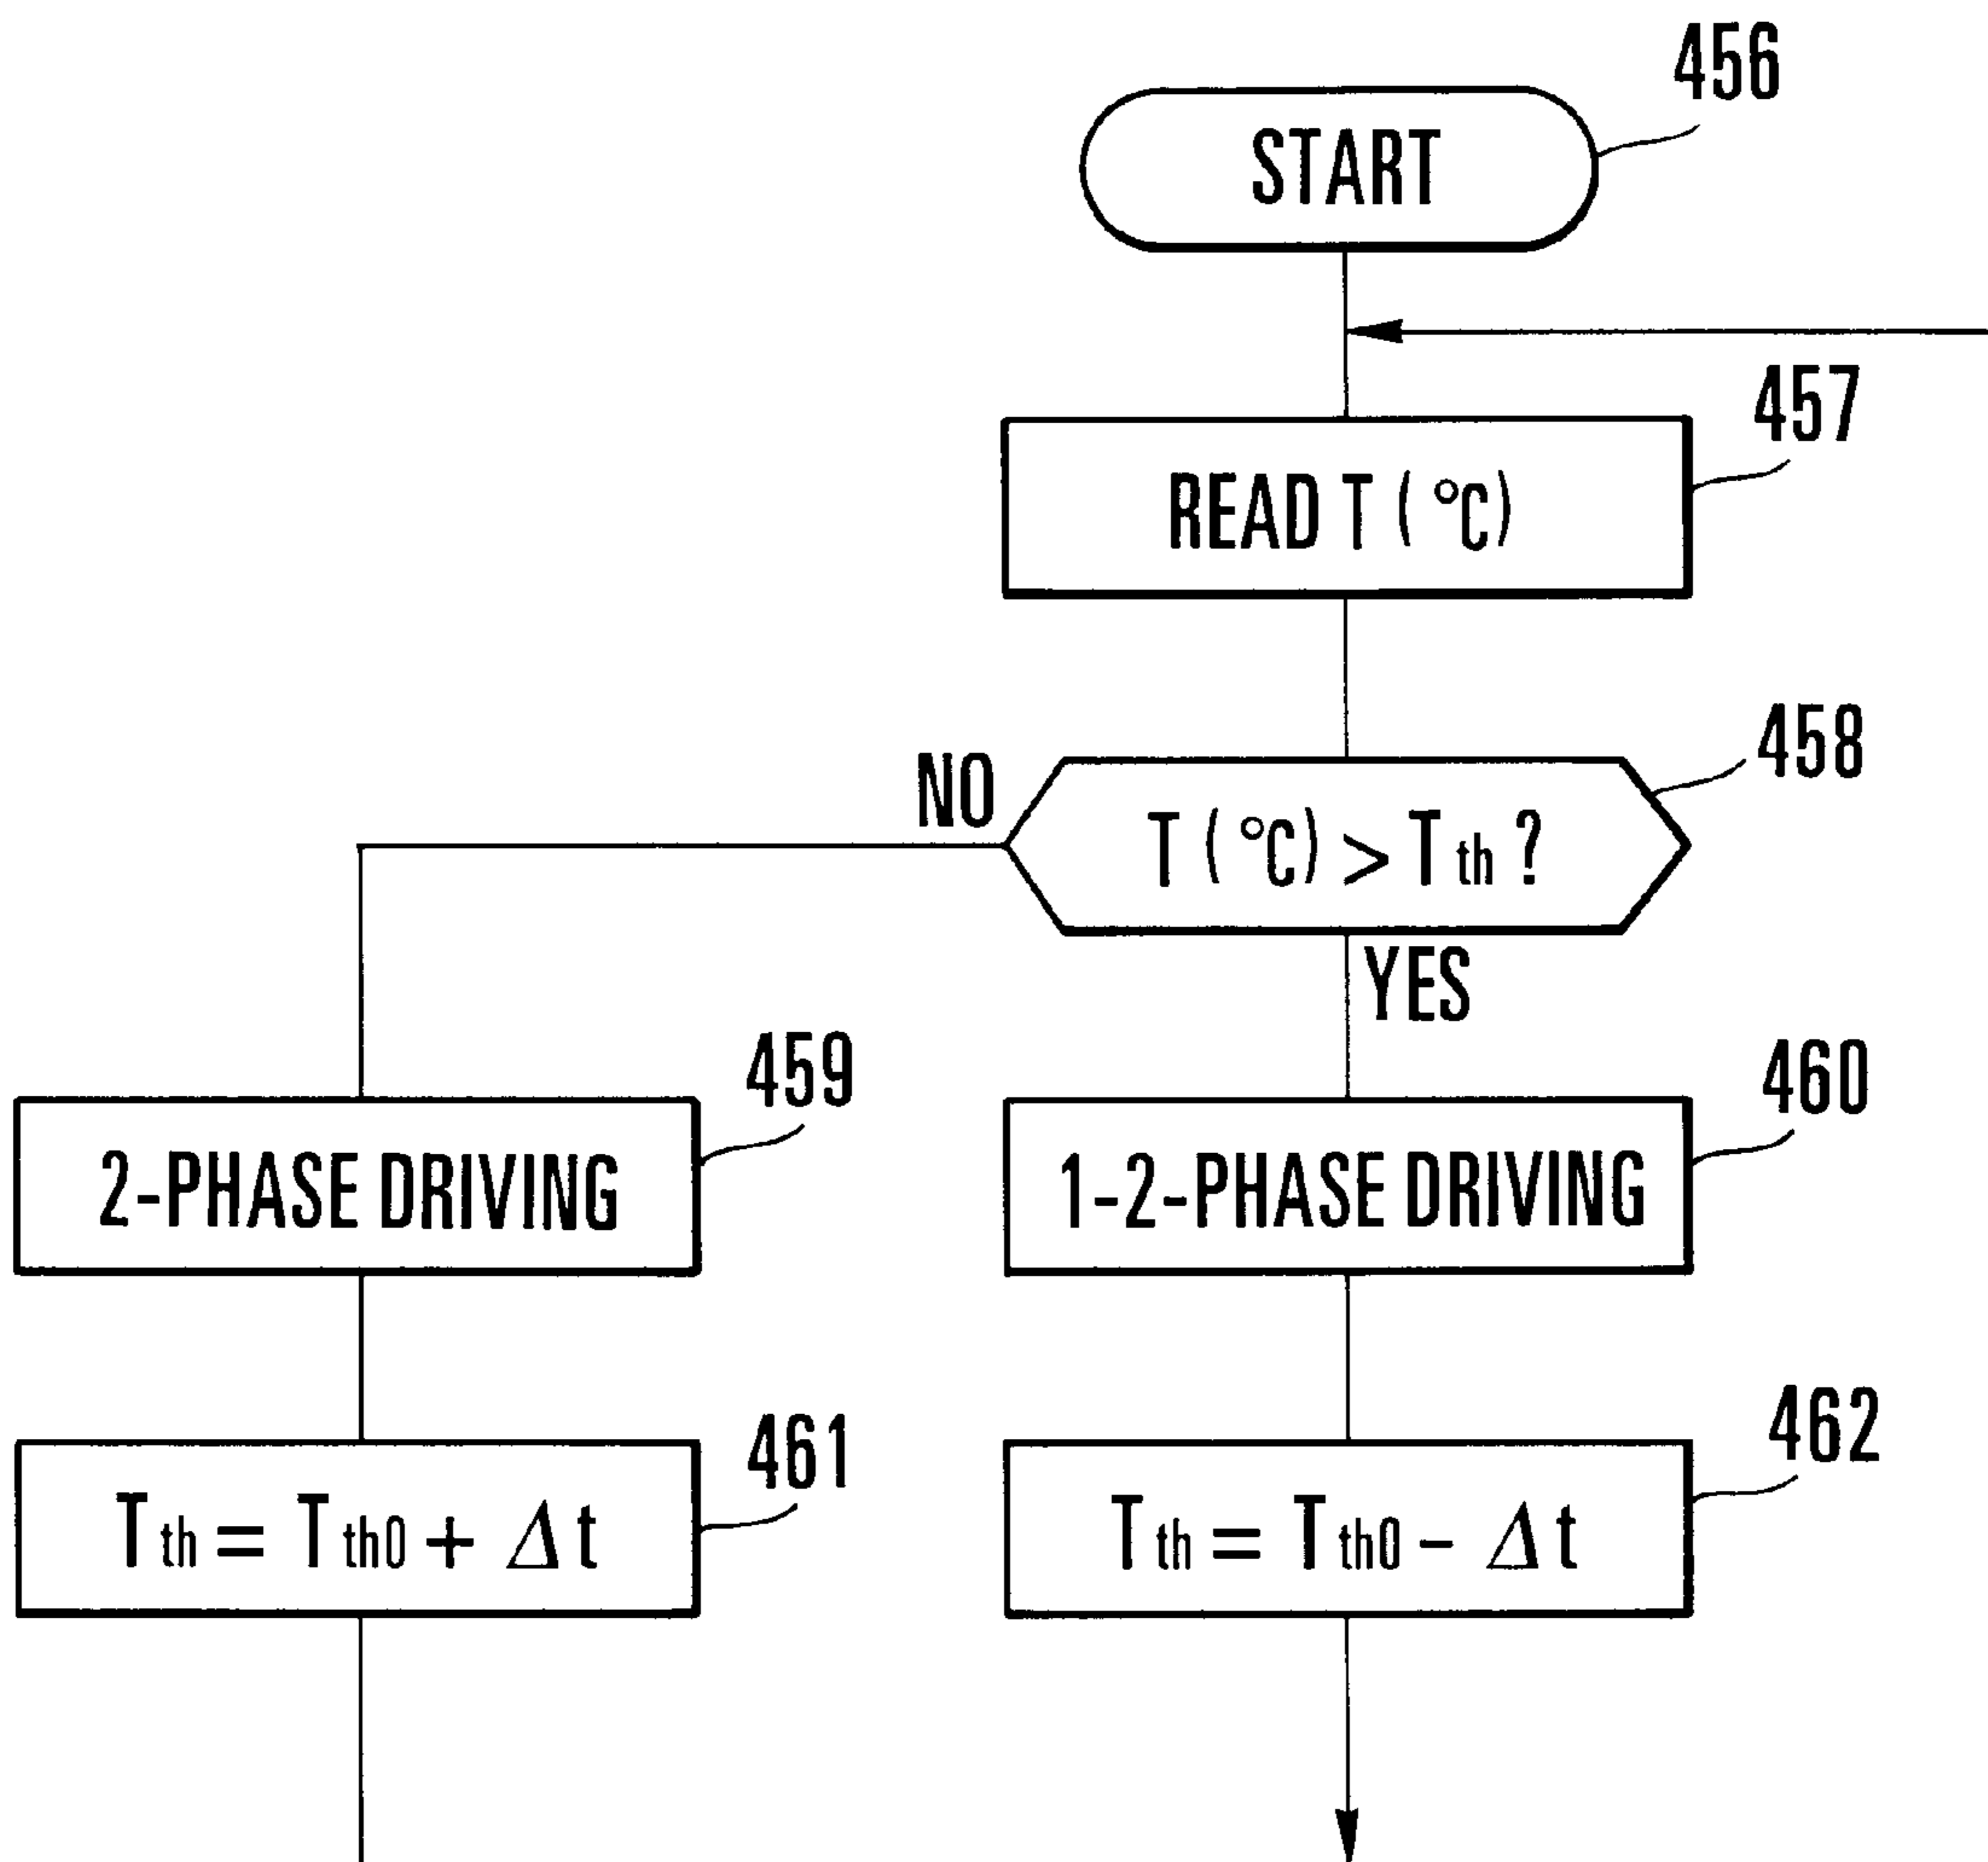 456
START
457
READ T (°C)
458
NO
T (°C) > Tth ?
YES
459
460
2-PHASE DRIVING
1-2-PHASE DRIVING
461
462
Tth = Tth0 + Δt
Tth = Tth0 - Δt